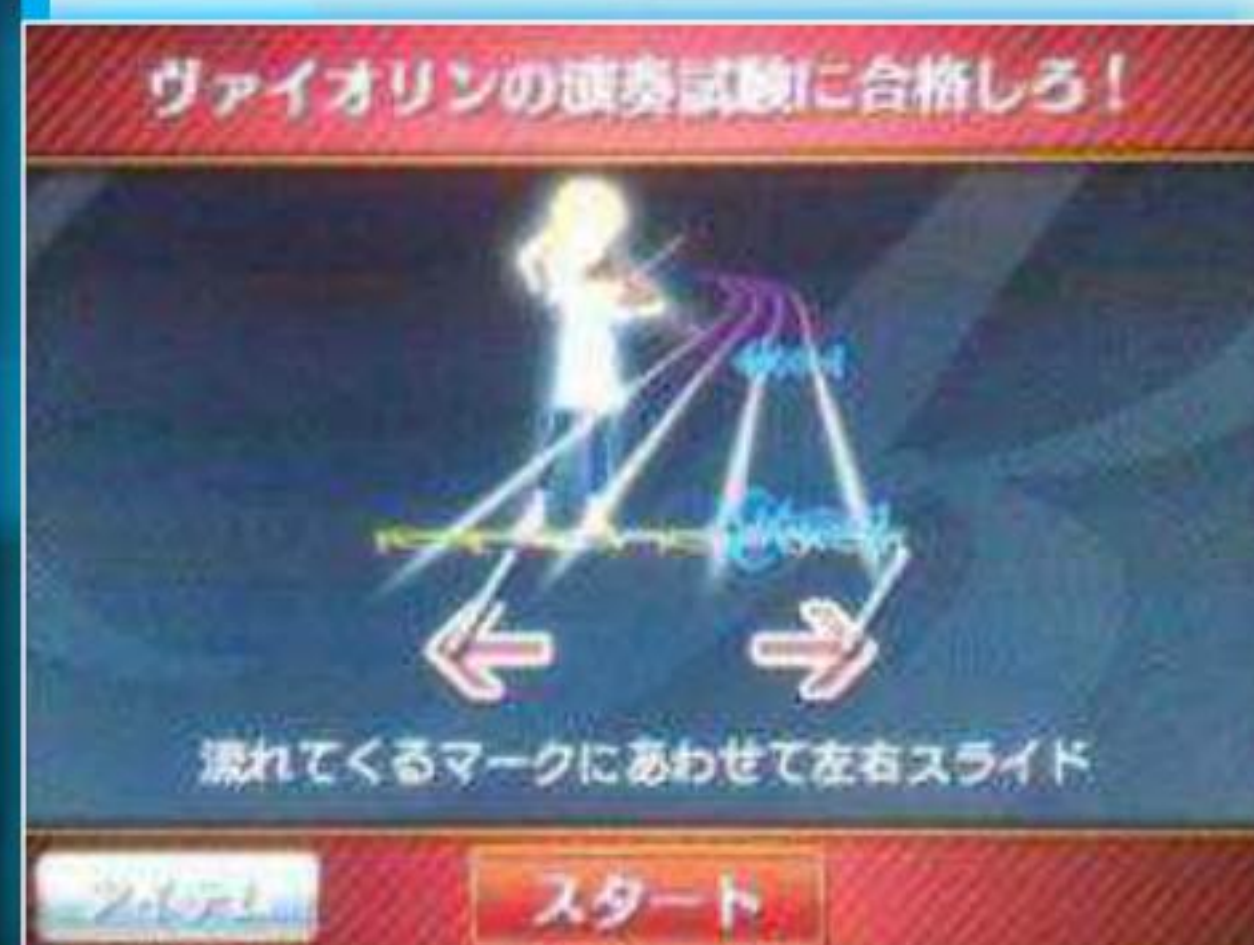 ヴァイオリンの演奏試験に合格しろ！
流れてくるマークにあわせて左右スライド
スタート